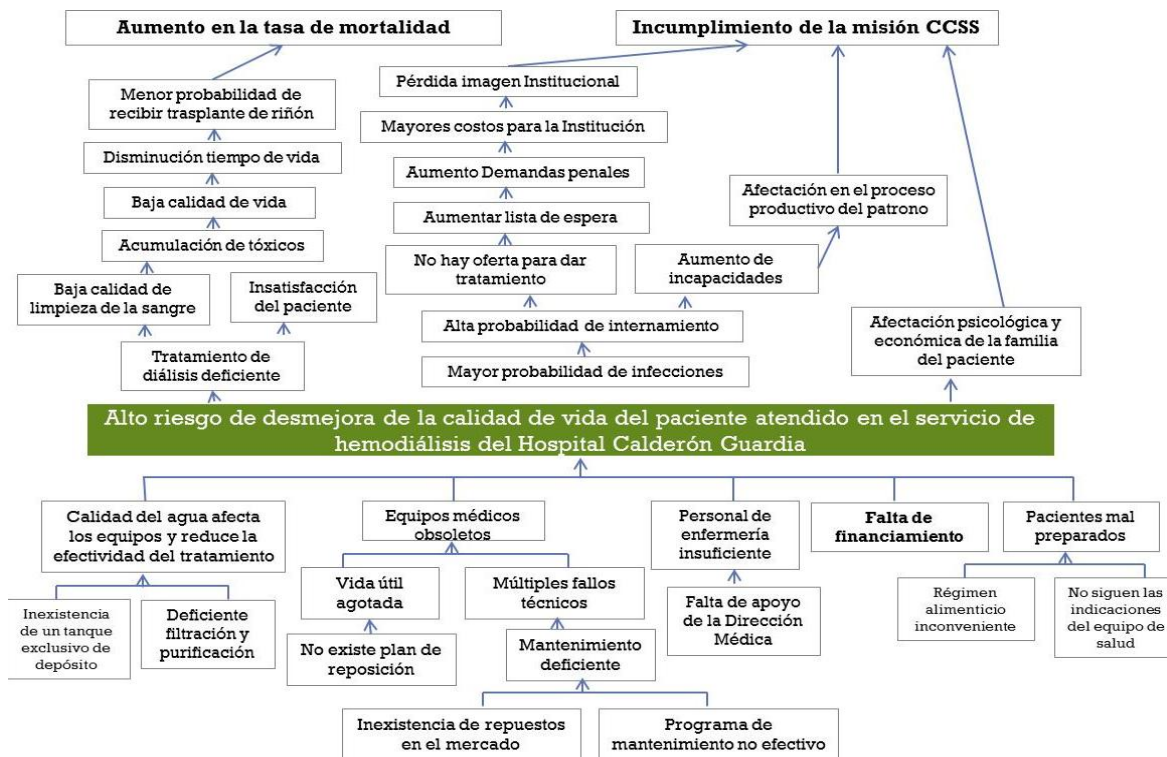 Aumento en la tasa de mortalidad
Incumplimiento de la misión CCSS
Pérdida imagen Institucional
Menor probabilidad de
recibir trasplante de riñón
Mayores costos para la Institución
Disminución tiempo de vida
Aumento Demandas penales
Afectación en el proceso
productivo del patrono
Baja calidad de vida
Aumentar lista de espera
Acumulación de tóxicos
No hay oferta para dar
tratamiento
Aumento de
incapacidades
Baja calidad de
limpieza de la sangre
Insatisfacción
del paciente
Alta probabilidad de internamiento
Afectación psicológica y
económica de la familia
del paciente
Tratamiento de
diálisis deficiente
Mayor probabilidad de infecciones
Alto riesgo de desmejora de la calidad de vida del paciente atendido en el servicio de
hemodiálisis del Hospital Calderón Guardia
Calidad del agua afecta
los equipos y reduce la
efectividad del tratamiento
Equipos médicos
obsoletos
Personal de
enfermería
insuficiente
Falta de
financiamiento
Pacientes mal
preparados
Inexistencia
de un tanque
exclusivo de
depósito
Deficiente
filtración y
purificación
Vida útil
agotada
Múltiples fallos
técnicos
Falta de apoyo
de la Dirección
Médica
Régimen
alimenticio
inconveniente
No siguen las
indicaciones
del equipo de
salud
No existe plan de
reposición
Mantenimiento
deficiente
Inexistencia de repuestos
en el mercado
Programa de
mantenimiento no efectivo